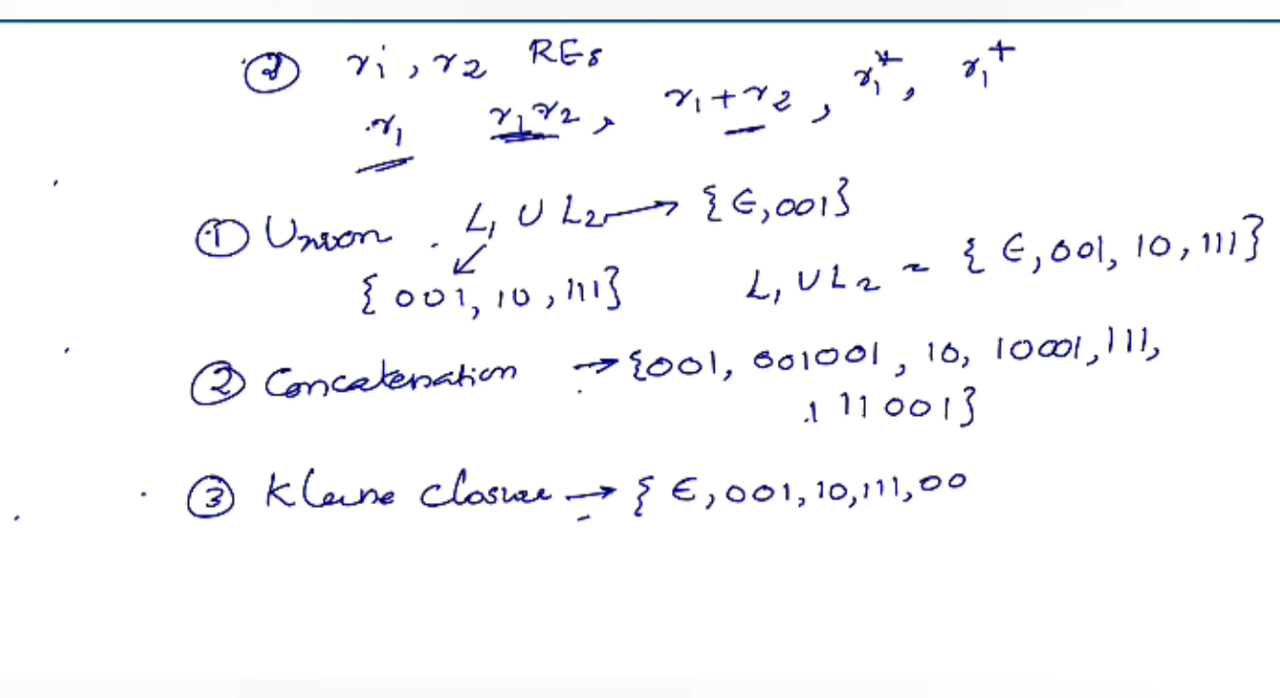 ② r1, r2 REs
r1 r1r2, r1+r2, r1*, r1+
① Union L1 U L2 → {ϵ,001}
{001, 10, 111} L1 U L2 = {ϵ,001, 10, 111}
② Concatenation → {001, 001001, 10, 10001, 111,
111001}
③ Kleene closure → {ϵ,001,10,111,00